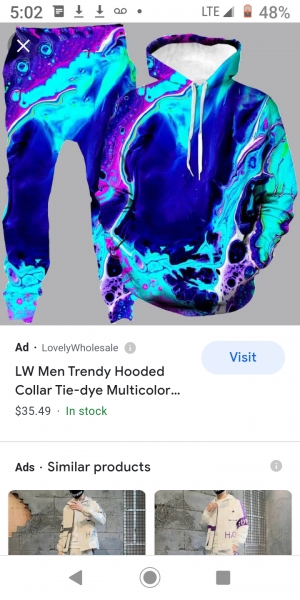 5:02 LTE 48%
Ad · LovelyWholesale
Visit
LW Men Trendy Hooded
Collar Tie-dye Multicolor...
$35.49 · In stock
Ads · Similar products